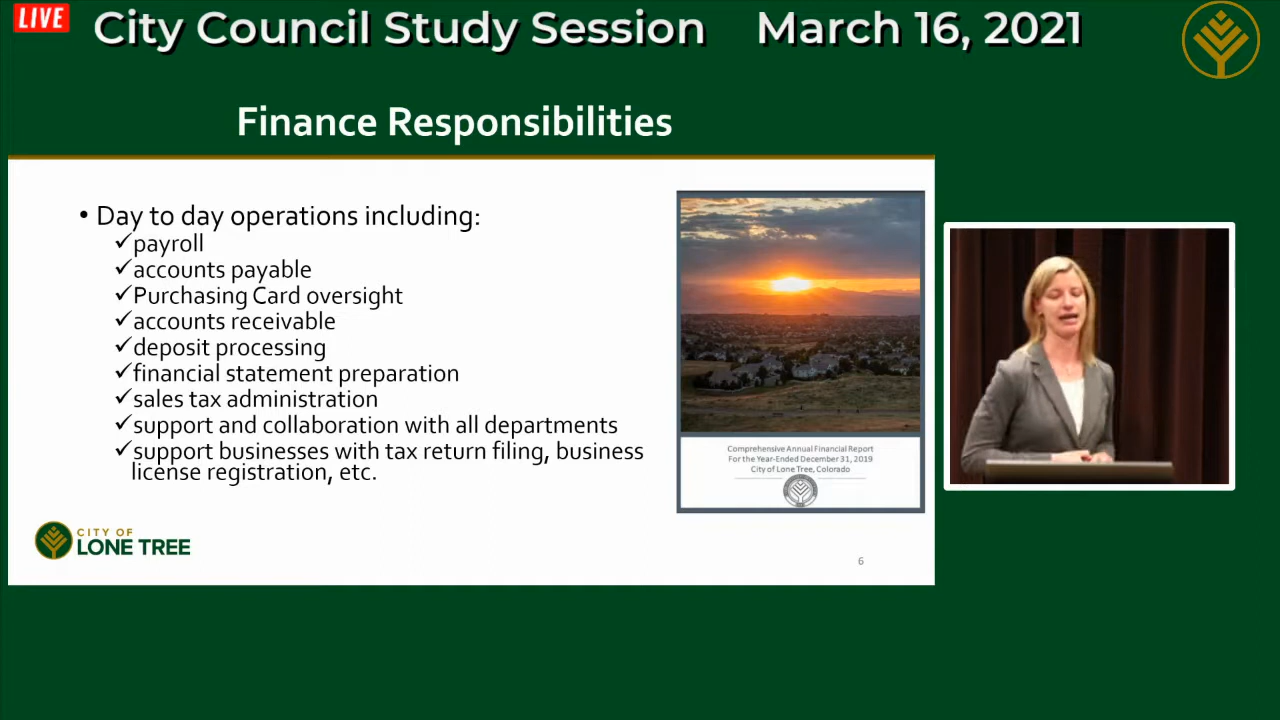 LIVE
City Council Study Session March 16, 2021
Finance Responsibilities
• Day to day operations including:
✓payroll
✓accounts payable
✓Purchasing Card oversight
✓accounts receivable
✓deposit processing
✓financial statement preparation
✓sales tax administration
✓support and collaboration with all departments
✓support businesses with tax return filing, business
license registration, etc.
Comprehensive Annual Financial Report
For the Year-Ended December 31, 2019
City of Lone Tree, Colorado
CITY OF
LONE TREE
6